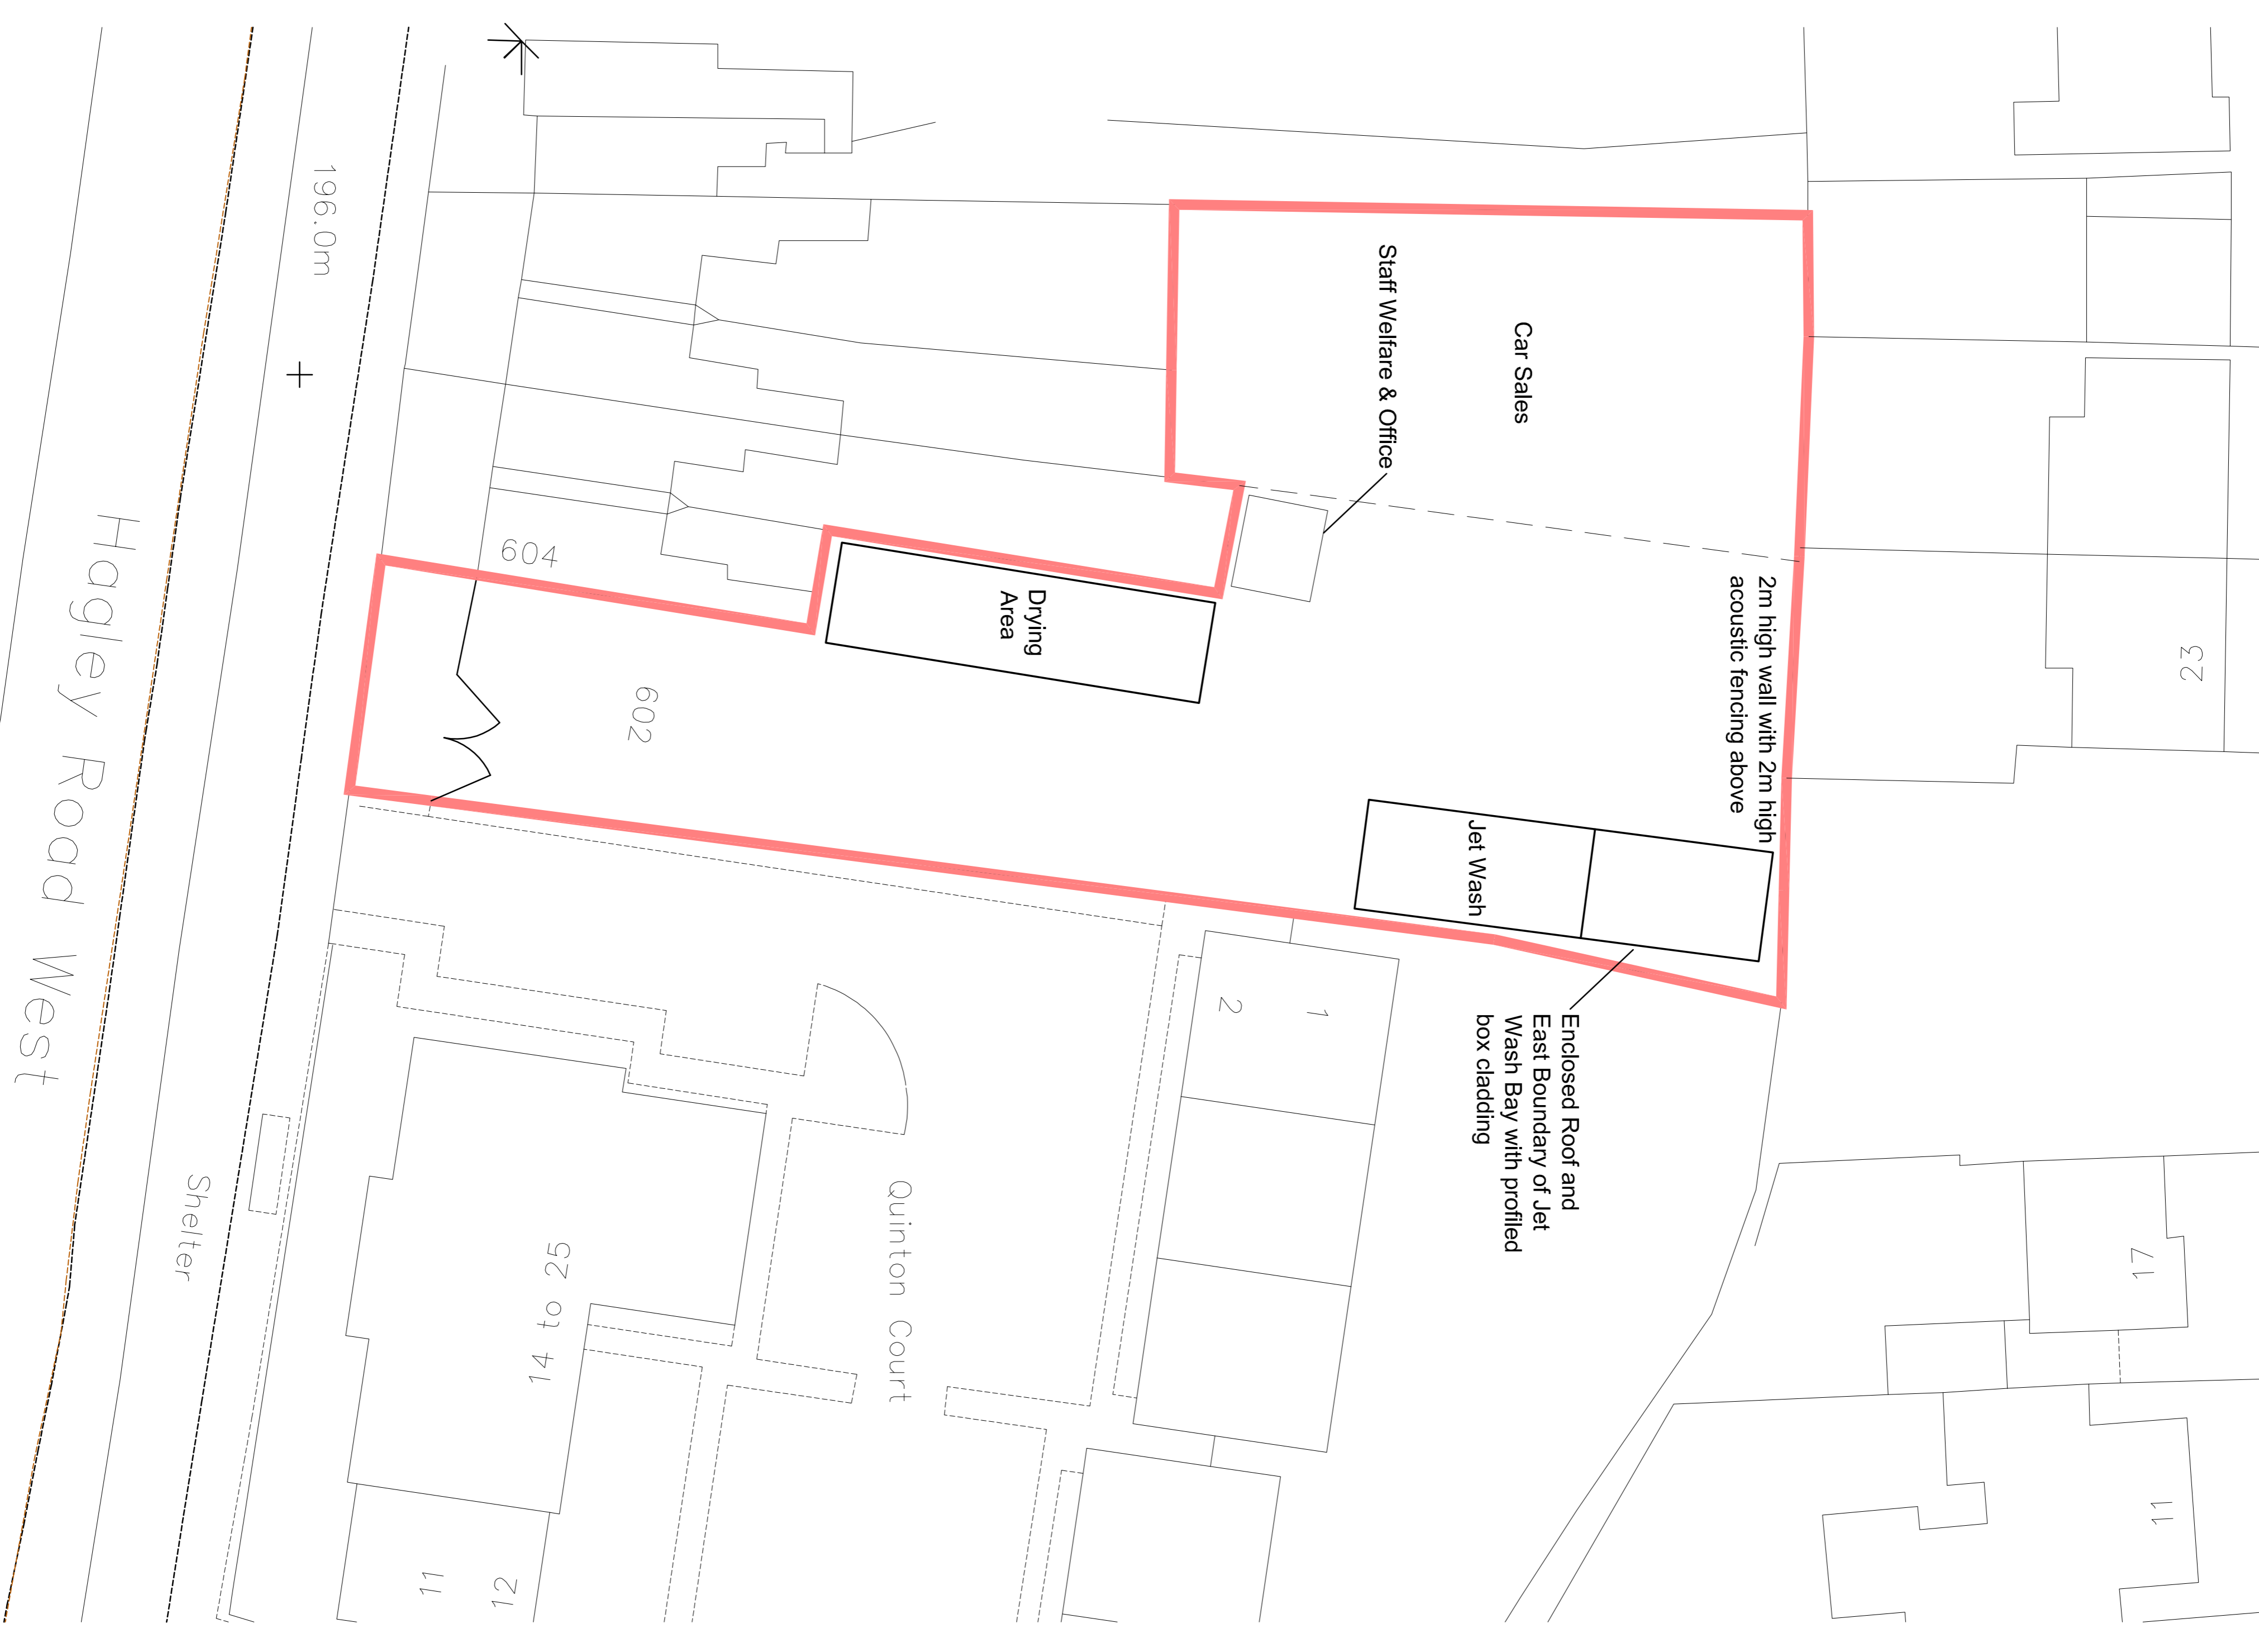 196.0m
Hagley Road West
Shelter
604
602
Staff Welfare & Office
Car Sales
Drying
Area
2m high wall with 2m high
acoustic fencing above
Jet Wash
Enclosed Roof and
East Boundary of Jet
Wash Bay with profiled
box cladding
23
1
2
Quinton Court
14 to 25
11
12
17
11